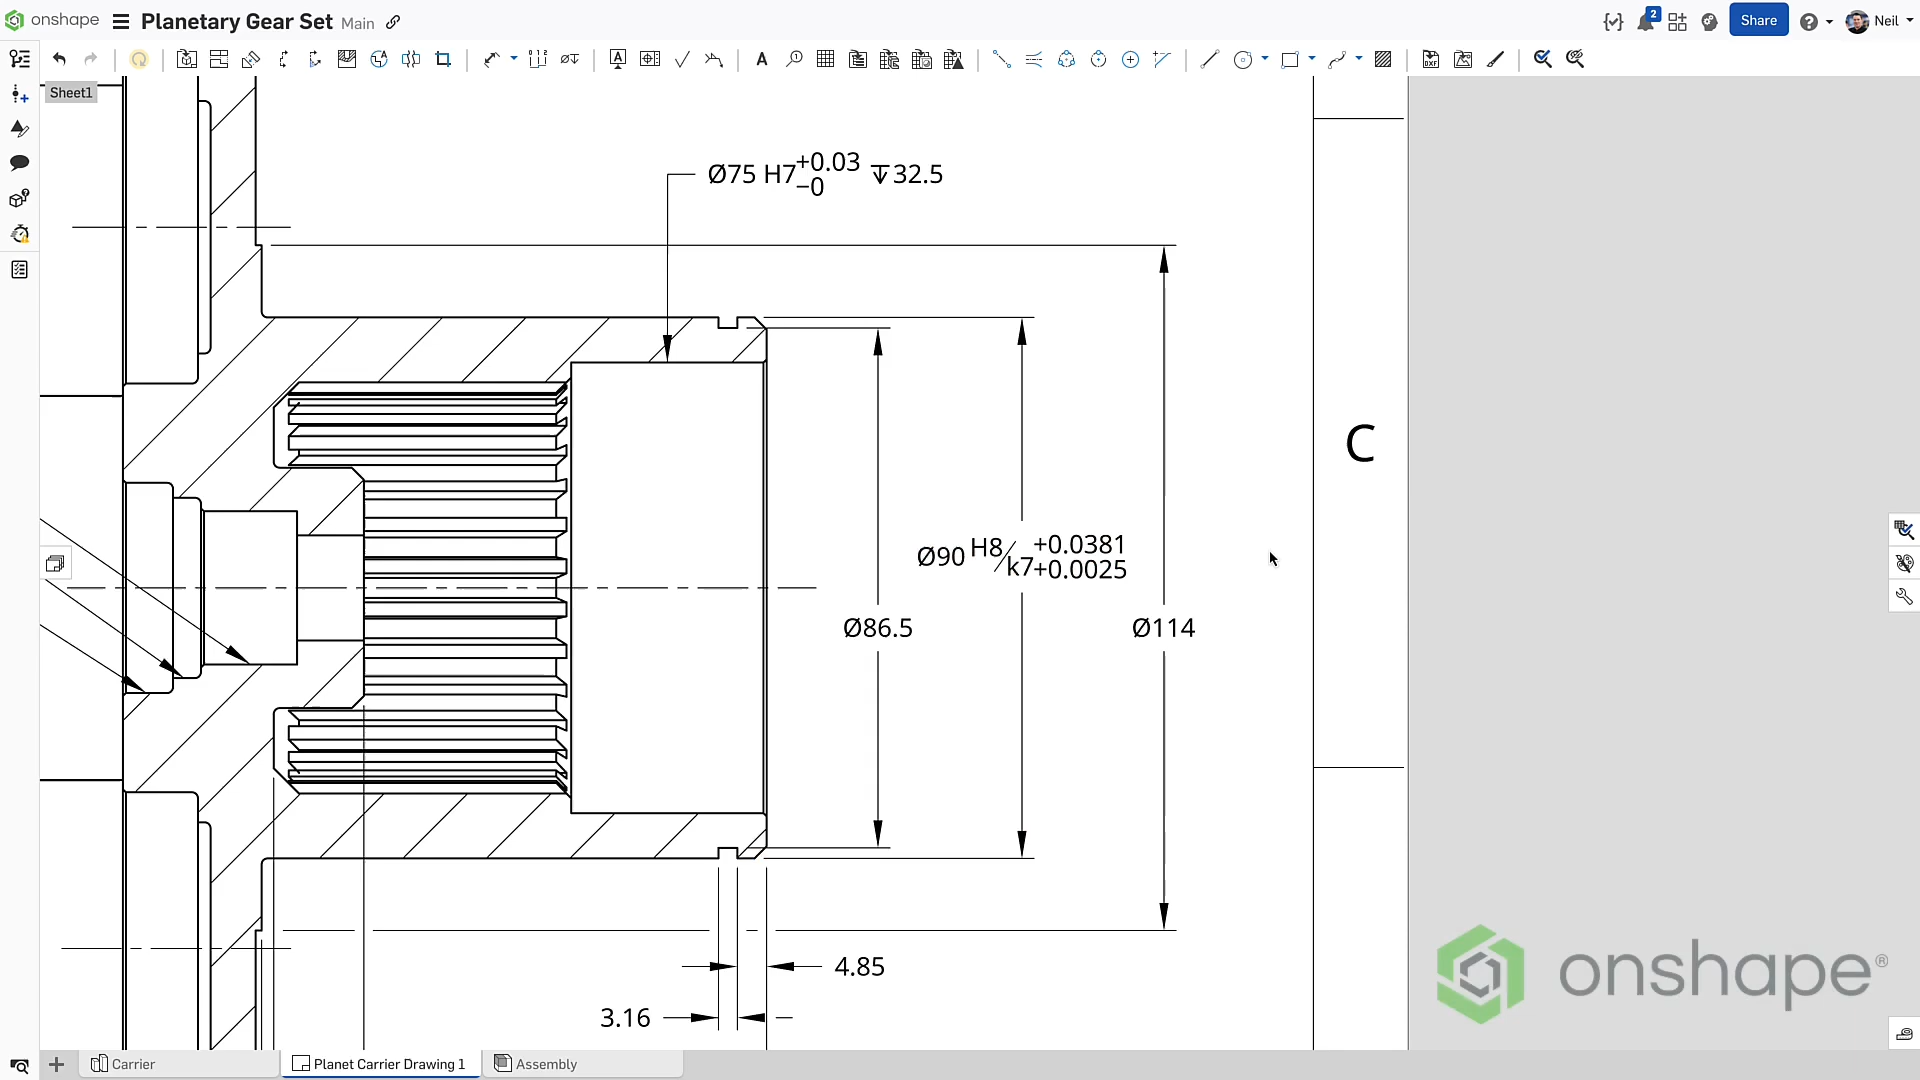 onshape
Planetary Gear Set Main
2
Share
Neil
Sheet1
Ø75 H7 +0.03 -0 ↧32.5
C
Ø90 H8/k7 +0.0381 +0.0025
Ø86.5
Ø114
4.85
3.16
onshape®
Carrier
Planet Carrier Drawing 1
Assembly